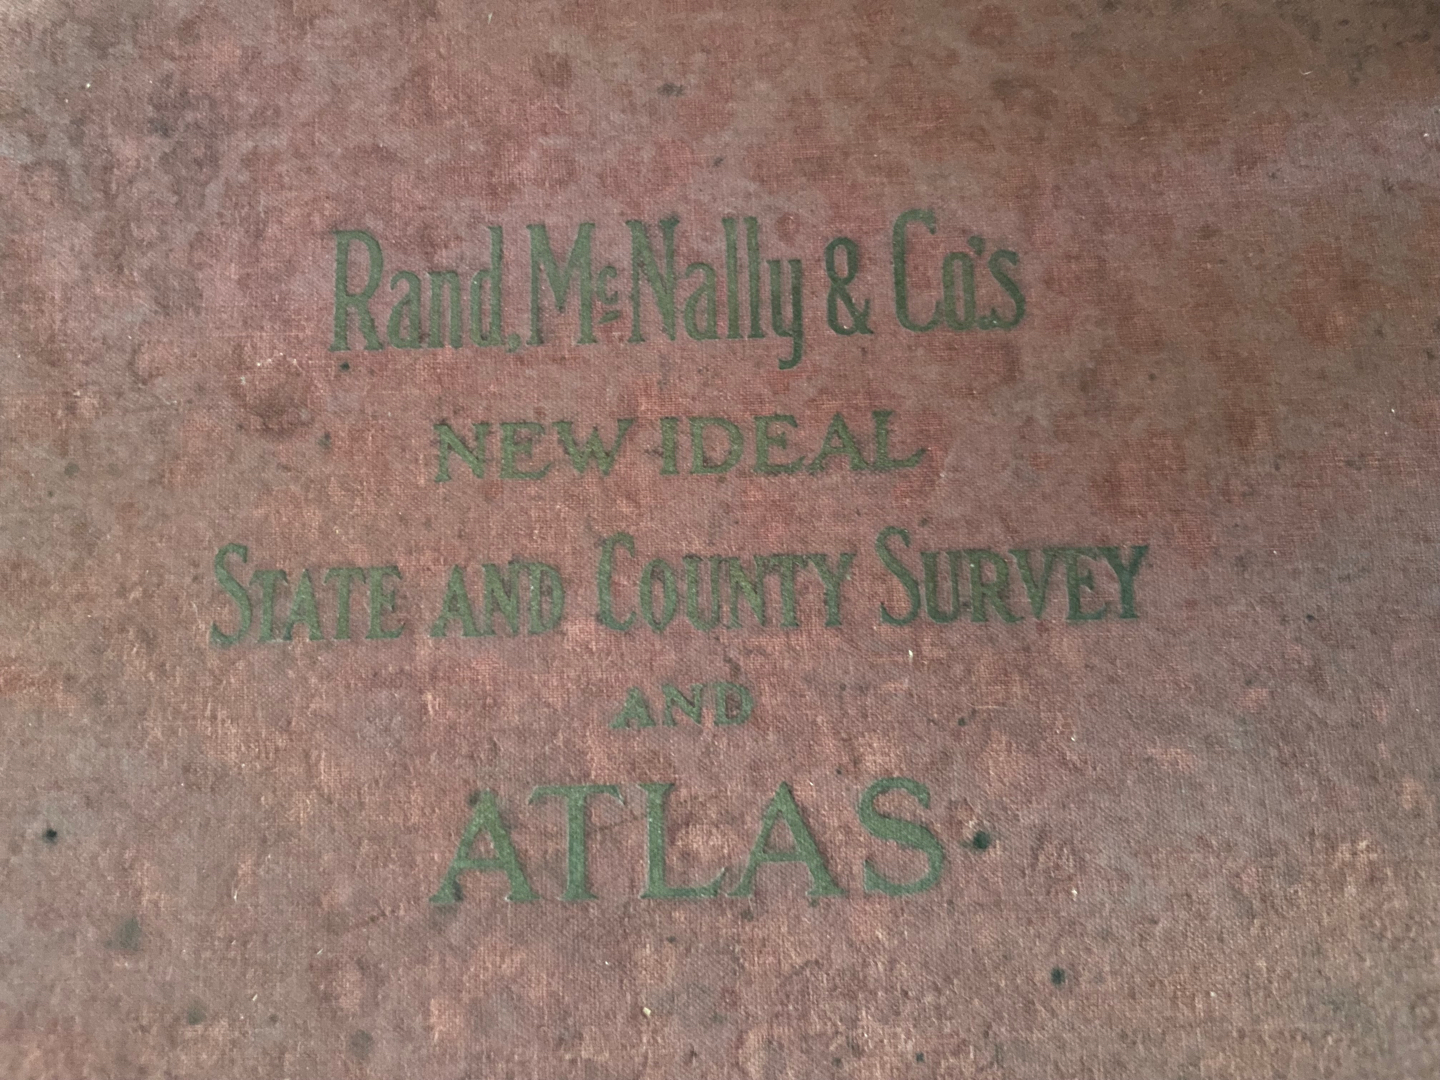 Rand, McNally & Co.'s
NEW IDEAL
STATE AND COUNTY SURVEY
AND
ATLAS